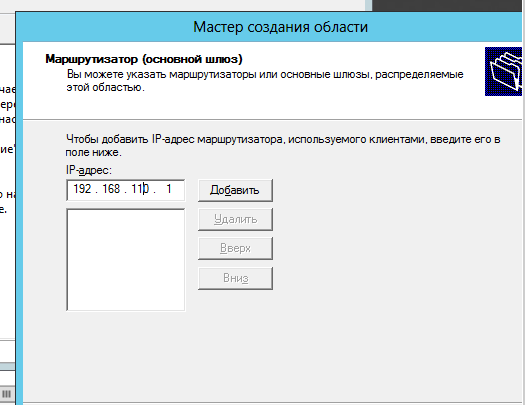 Мастер создания области
Маршрутизатор (основной шлюз)
Вы можете указать маршрутизаторы или основные шлюзы, распределяемые
этой областью.
Чтобы добавить IP-адрес маршрутизатора, используемого клиентами, введите его в
поле ниже.
IP-адрес:
192 . 168 . 110 . 1
Добавить
Удалить
Вверх
Вниз